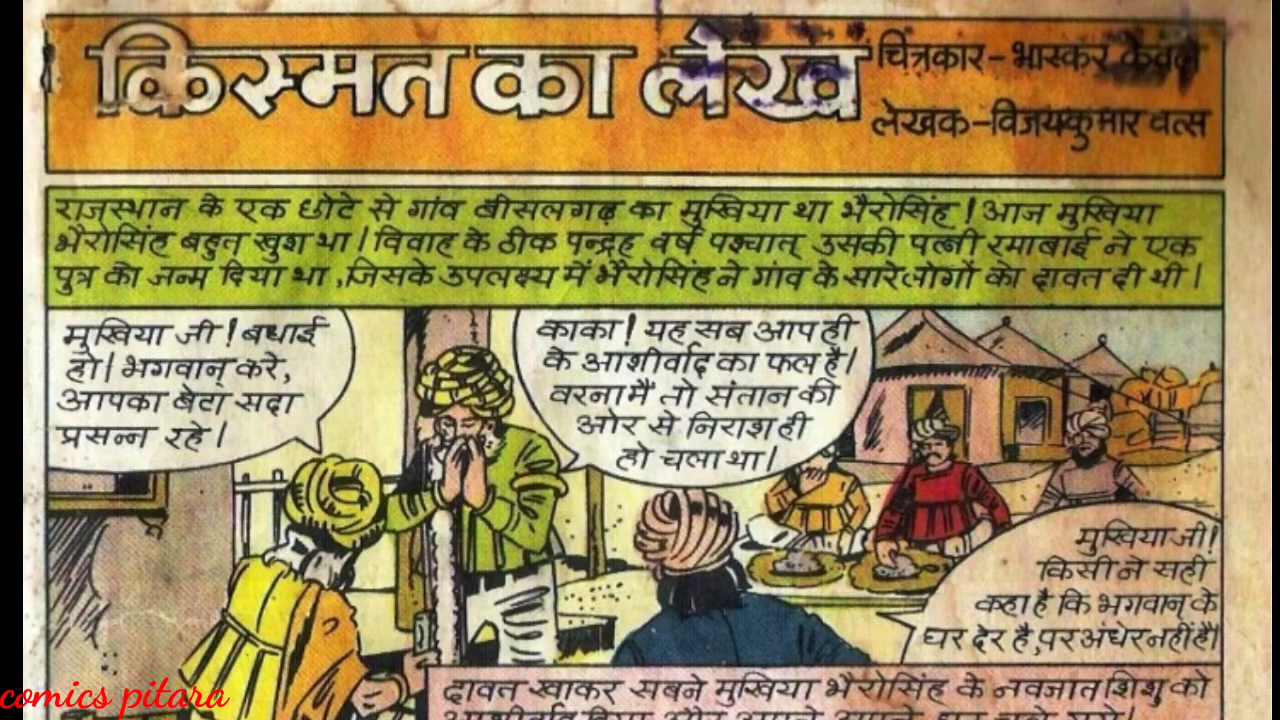 किस्मत का लेख
चित्रकार-भास्कर
लेखक-विजयकुमार वत्स
राजस्थान के एक छोटे से गांव बीसलगढ़ का मुखिया था भैरोसिंह! आज मुखिया
भैरोसिंह बहुत खुश था। विवाह के ठीक पन्द्रह वर्ष पश्चात् उसकी पत्नी रमाबाई ने एक
पुत्र को जन्म दिया था,जिसके उपलक्ष्य में भैरोसिंह ने गांव के सारे लोगों को दावत दी थी।
मुखिया जी! बधाई
हो। भगवान् करे,
आपका बेटा सदा
प्रसन्न रहे।
काका! यह सब आप ही
के आशीर्वाद का फल है।
वरना मैं तो संतान की
ओर से निराश ही
हो चला था।
मुखिया जी!
किसी ने सही
कहा है कि भगवान् के
घर देर है,पर अंधेर नहीं है।
दावत खाकर सबने मुखिया भैरोसिंह के नवजात शिशु को
comics pitara